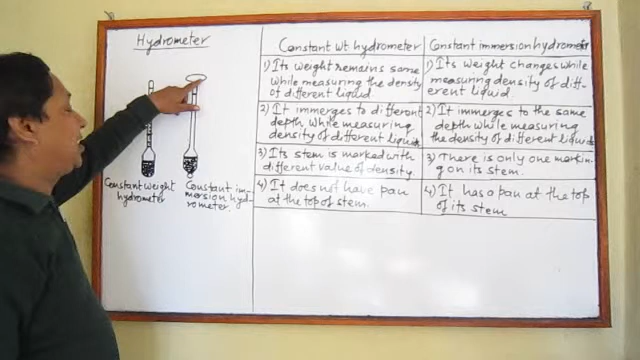 Hydrometer
Constant weight
hydrometer
Constant im-
mersion hyd-
rometer.
Constant wt hydrometer
1) Its weight remains same
while measuring the density
of different liquid.
2) It immerges to different
depth while measuring
density of different liquids
3) Its stem is marked with
different value of density.
4) It does not have pan
at the top of stem.
Constant immersion hydrometer
1) Its weight changes while
measuring density of diff-
erent liquid.
2) It immerges to the same
depth while measuring
the density of different liquids
3) There is only one markin-
g on its stem.
4) It has a pan at the top
of its stem